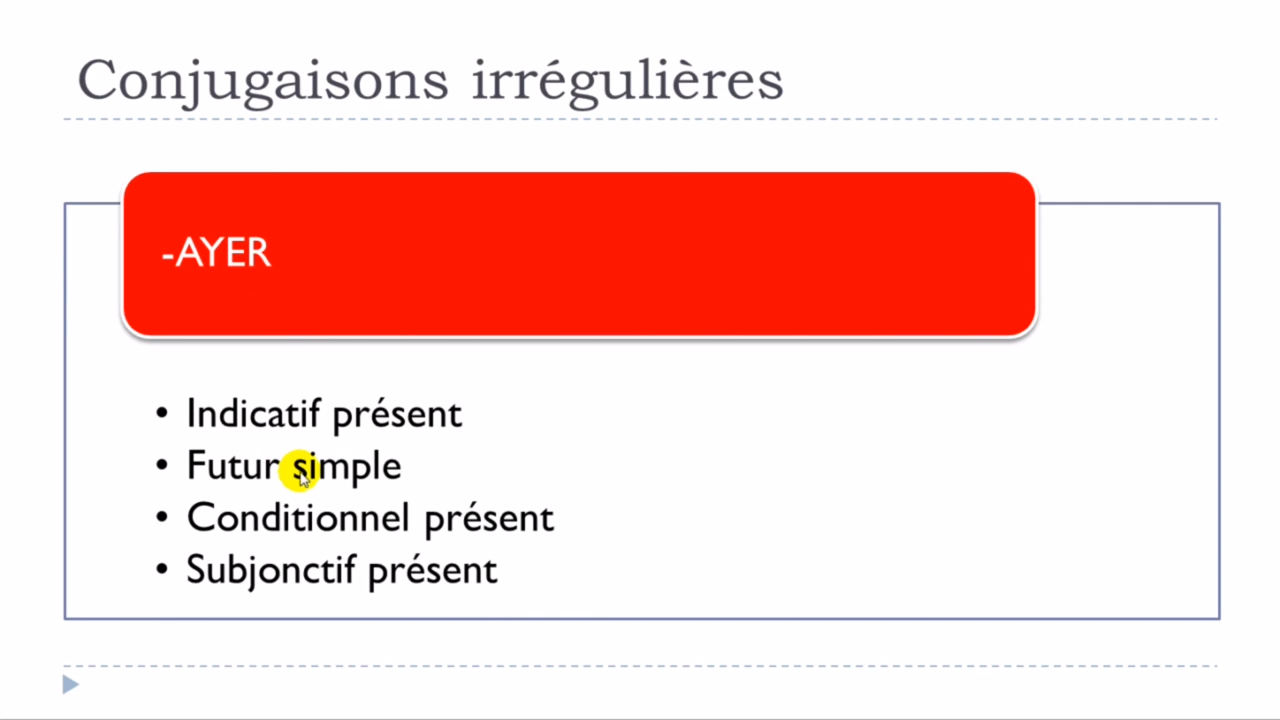 Conjugaisons irrégulières
-AYER
• Indicatif présent
• Futur simple
• Conditionnel présent
• Subjonctif présent